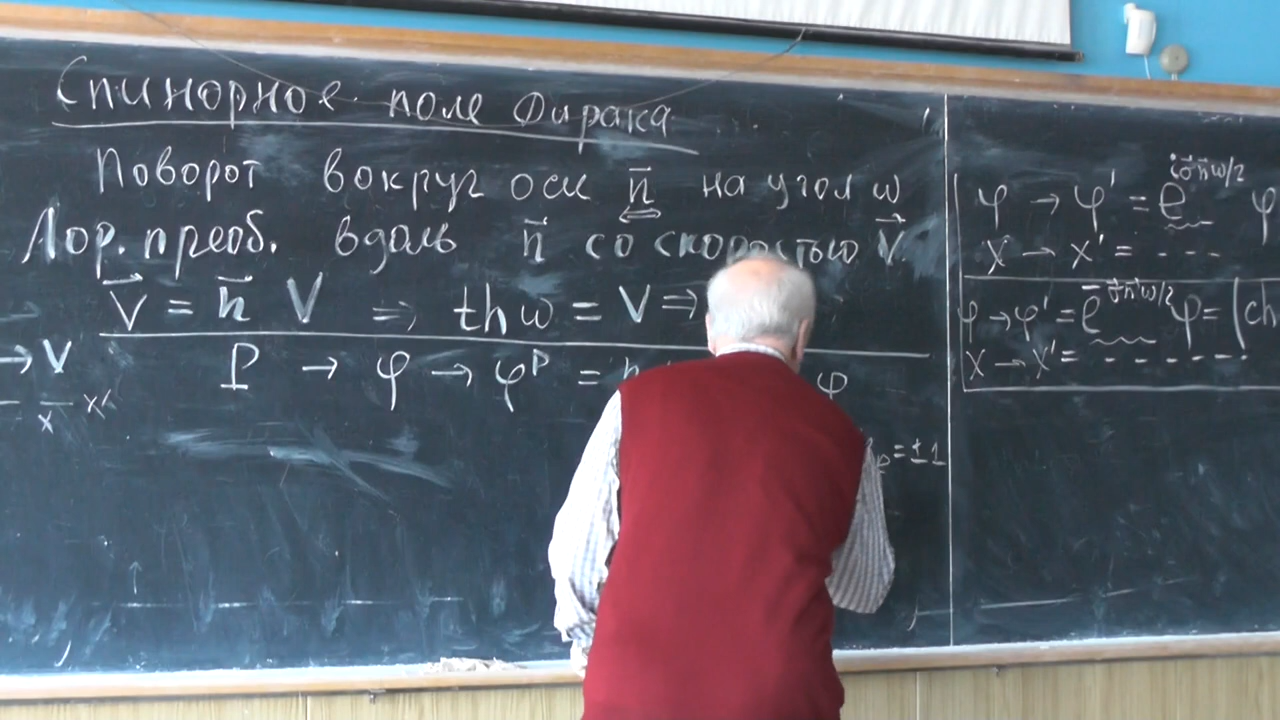 Спинорное поле Дирака
Поворот вокруг оси n⃗ на угол ω
Лор. преоб. вдоль n⃗ со скоростью V⃗
V⃗ = n⃗ V ⇒ th ω = V ⇒
→ V
x x'
P → φ → φᴾ = φ
= ±1
φ → φ' = e^{iσ⃗n⃗ω/2} φ
χ → χ' = - - - -
φ → φ' = e^{-σ⃗n⃗ω/2} φ = (ch
χ → χ' = - - - - - -